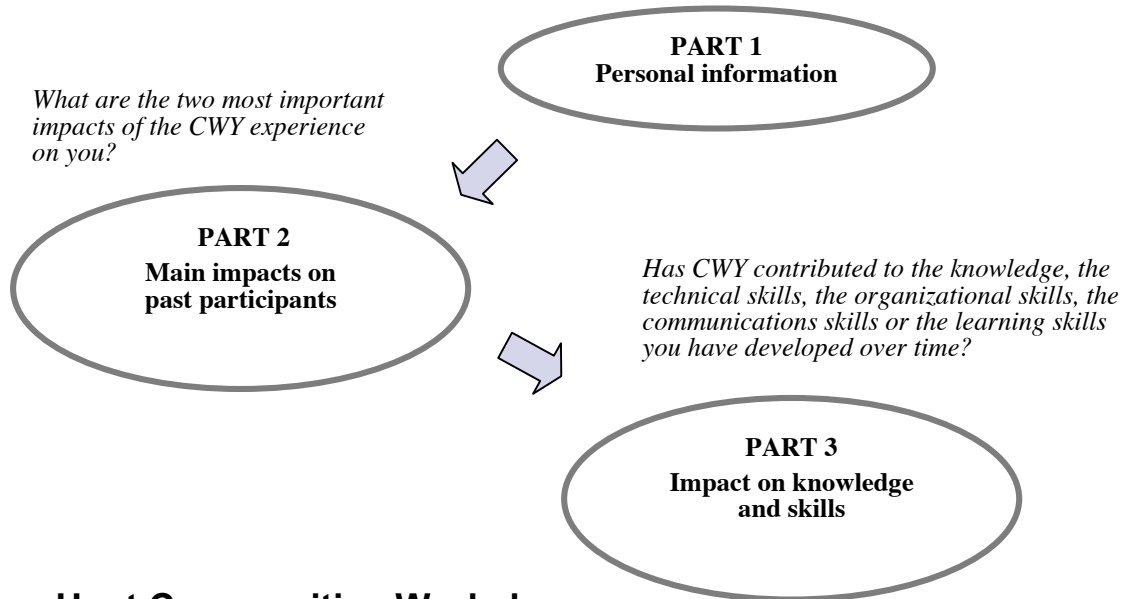 PART 1
Personal information
What are the two most important
impacts of the CWY experience
on you?
PART 2
Main impacts on
past participants
Has CWY contributed to the knowledge, the
technical skills, the organizational skills, the
communications skills or the learning skills
you have developed over time?
PART 3
Impact on knowledge
and skills